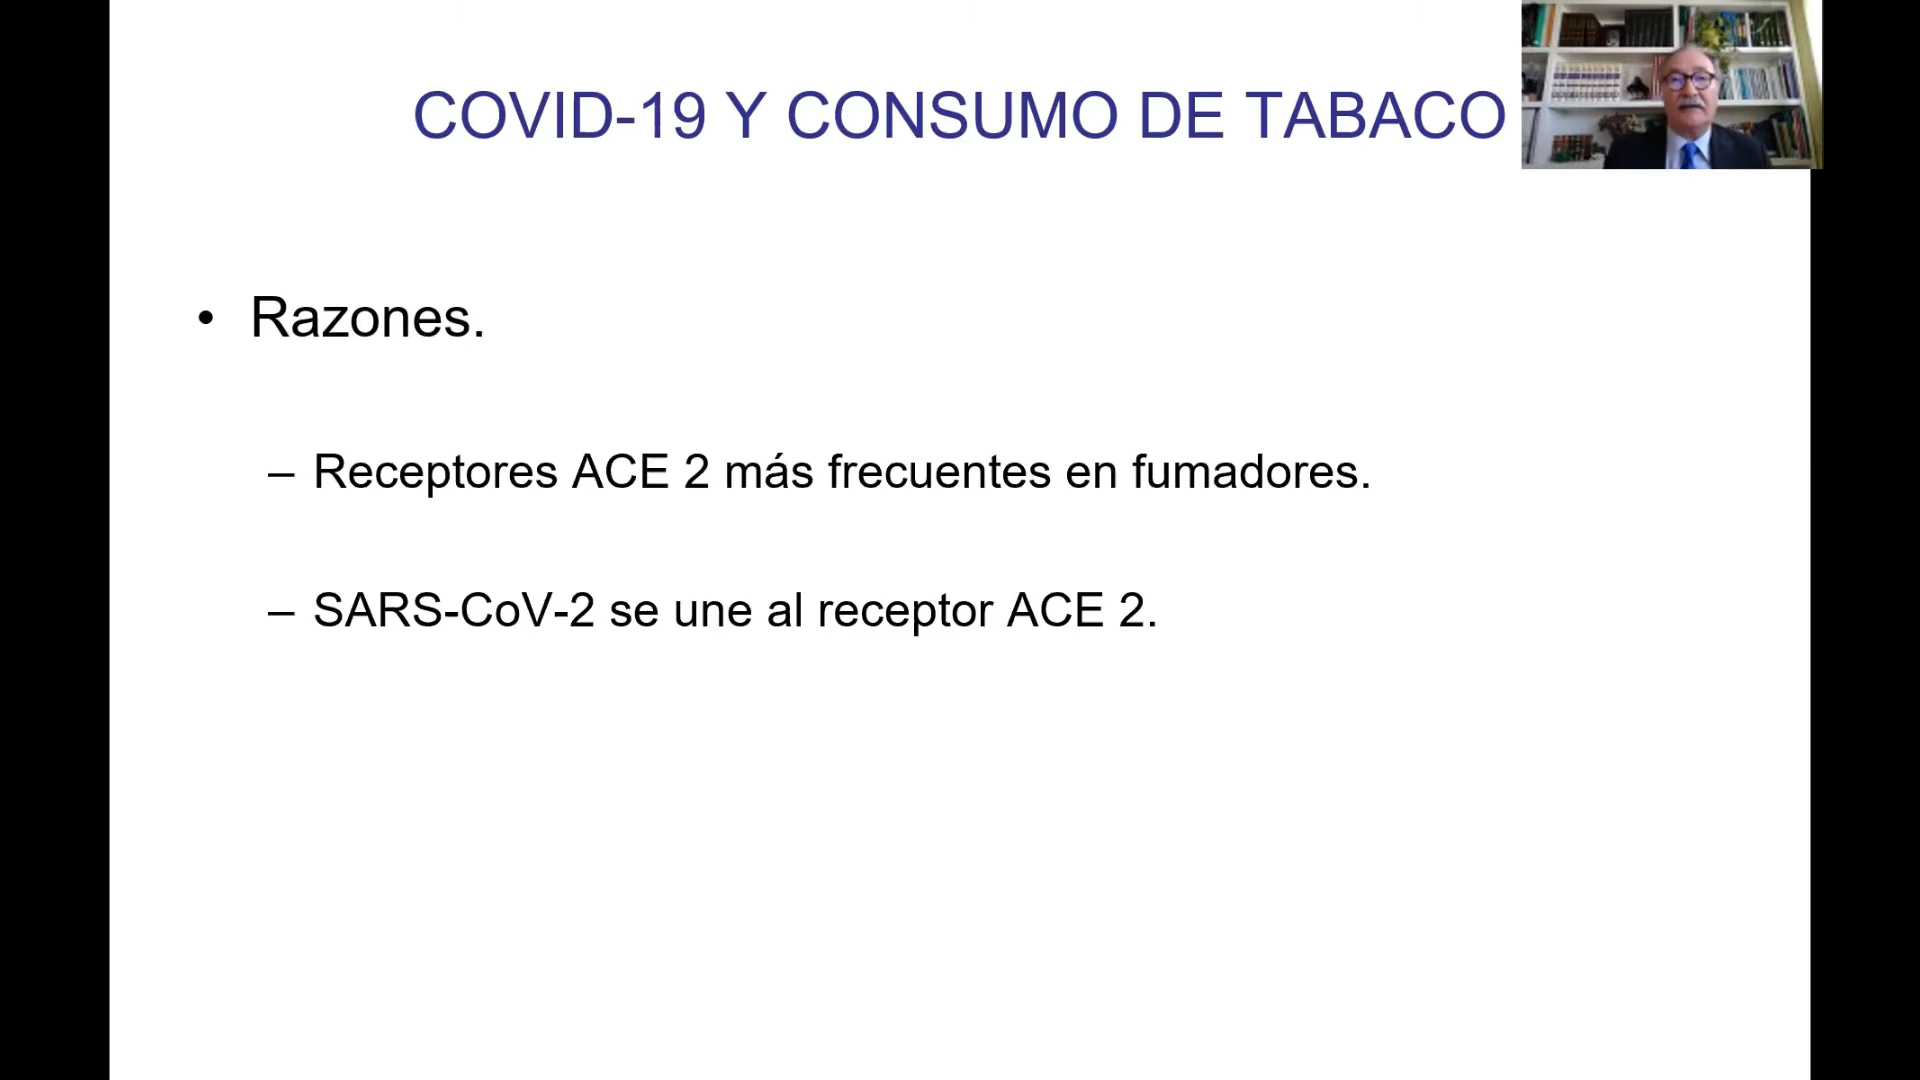 COVID-19 Y CONSUMO DE TABACO
• Razones.
– Receptores ACE 2 más frecuentes en fumadores.
– SARS-CoV-2 se une al receptor ACE 2.